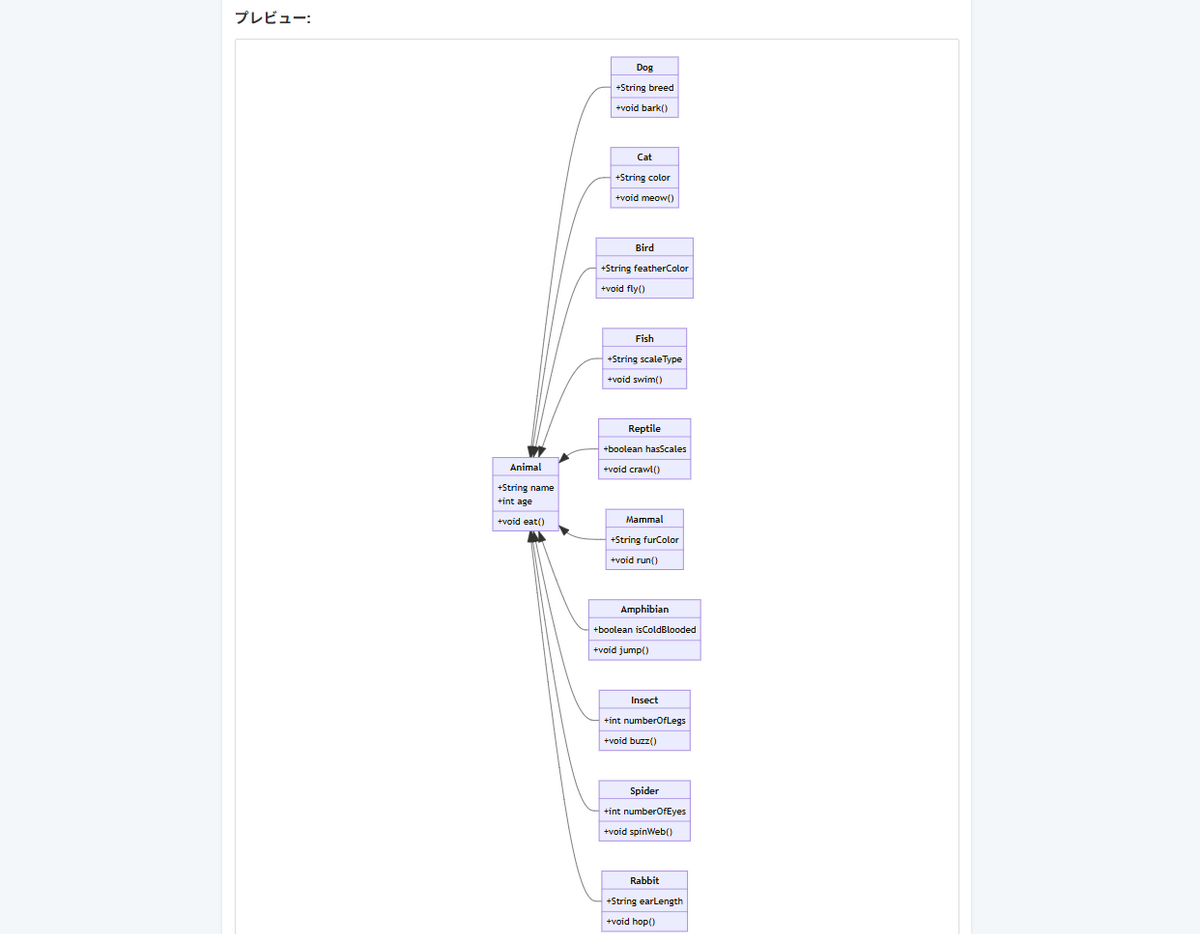 プレビュー:
Dog
+String breed
+void bark()
Cat
+String color
+void meow()
Bird
+String featherColor
+void fly()
Fish
+String scaleType
+void swim()
Reptile
+boolean hasScales
+void crawl()
Animal
+String name
+int age
+void eat()
Mammal
+String furColor
+void run()
Amphibian
+boolean isColdBlooded
+void jump()
Insect
+int numberOfLegs
+void buzz()
Spider
+int numberOfEyes
+void spinWeb()
Rabbit
+String earLength
+void hop()